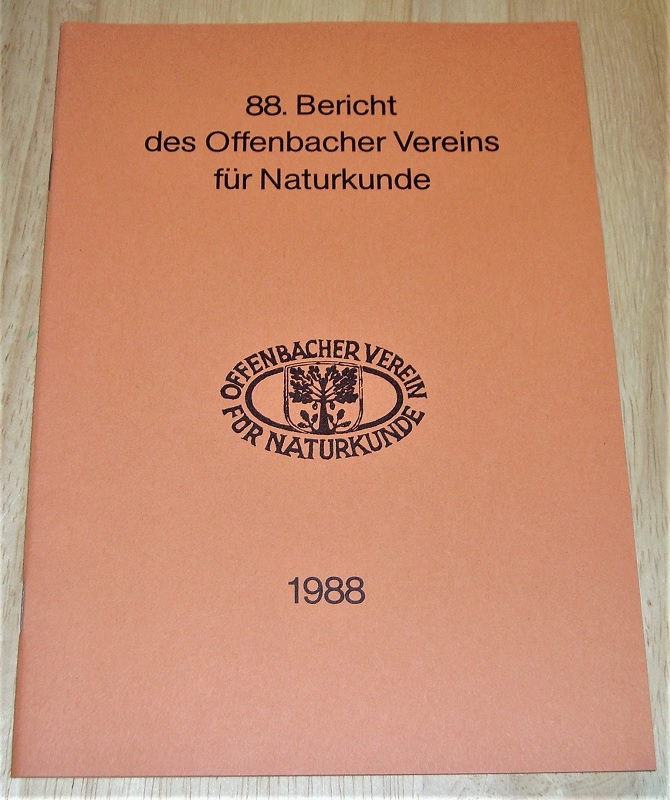 88. Bericht
des Offenbacher Vereins
für Naturkunde
OFFENBACHER VEREIN
FÜR NATURKUNDE
1988